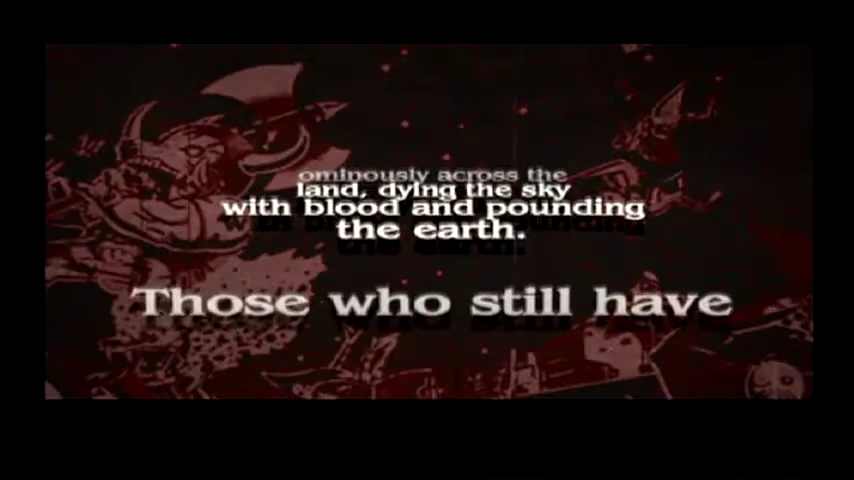 ominously across the
land, dying the sky
with blood and pounding
the earth.
Those who still have